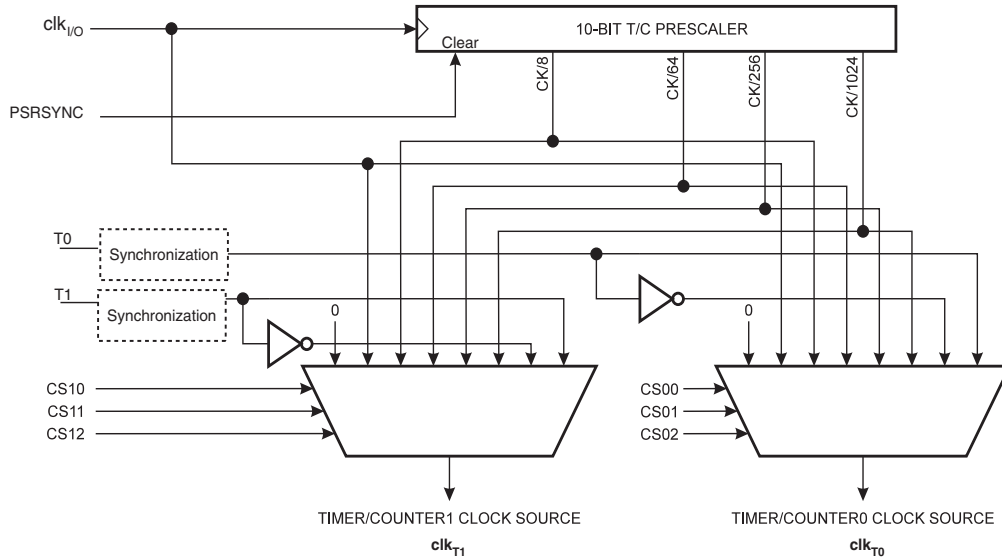 clkI/O
10-BIT T/C PRESCALER
Clear
CK/8
CK/64
CK/256
CK/1024
PSRSYNC
T0
Synchronization
T1
Synchronization
0
0
CS10
CS11
CS12
CS00
CS01
CS02
TIMER/COUNTER1 CLOCK SOURCE
clkT1
TIMER/COUNTER0 CLOCK SOURCE
clkT0